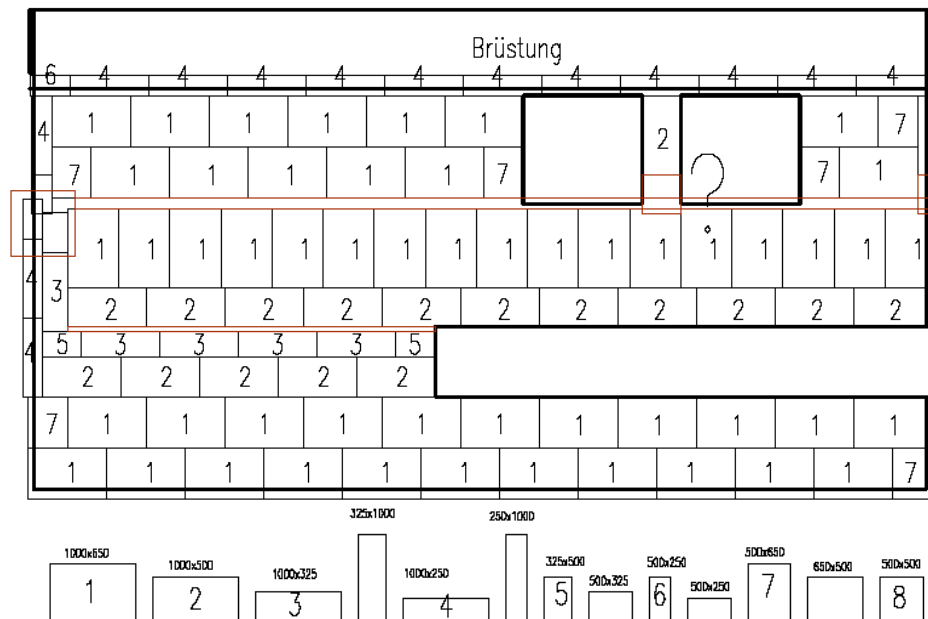 Brüstung
6 4 4 4 4 4 4 4 4 4 4
4 1 1 1 1 1 1 2 1 7
7 1 1 1 1 1 7 ? 7 1
4 1 1 1 1 1 1 1 1 1 1 1 1 1 1 1 1 1
3 2 2 2 2 2 2 2 2 2 2 2
4 5 3 3 3 3 5
2 2 2 2 2
7 1 1 1 1 1 1 1 1 1 1 1
1 1 1 1 1 1 1 1 1 1 1 7
325x1000 250x1000
1000x650 1000x500 1000x325 1000x250 325x500 500x325 500x250 500x250 500x650 650x500 500x500
1 2 3 4 5 6 7 8